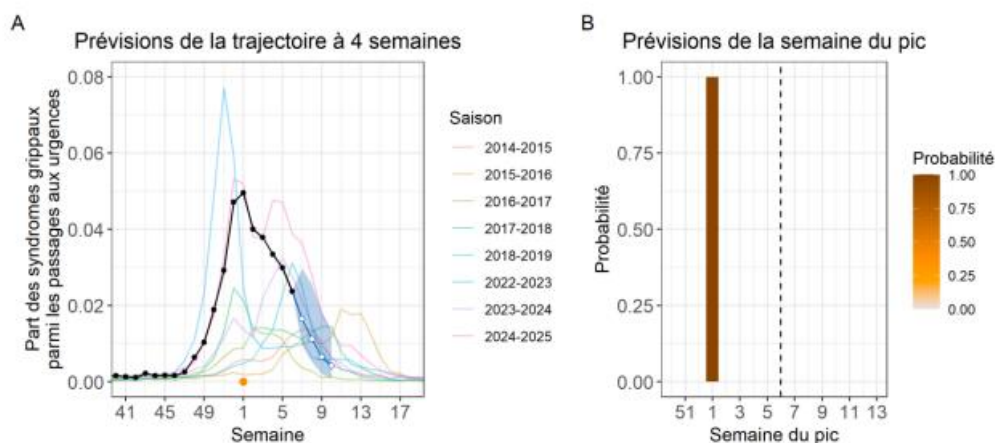 A
Prévisions de la trajectoire à 4 semaines
Part des syndromes grippaux
parmi les passages aux urgences
0.08
0.06
0.04
0.02
0.00
41 45 49 1 5 9 13 17
Semaine
Saison
2014-2015
2015-2016
2016-2017
2017-2018
2018-2019
2022-2023
2023-2024
2024-2025
B
Prévisions de la semaine du pic
Probabilité
1.00
0.75
0.50
0.25
0.00
51 1 3 5 7 9 11 13
Semaine du pic
Probabilité
1.00
0.75
0.50
0.25
0.00